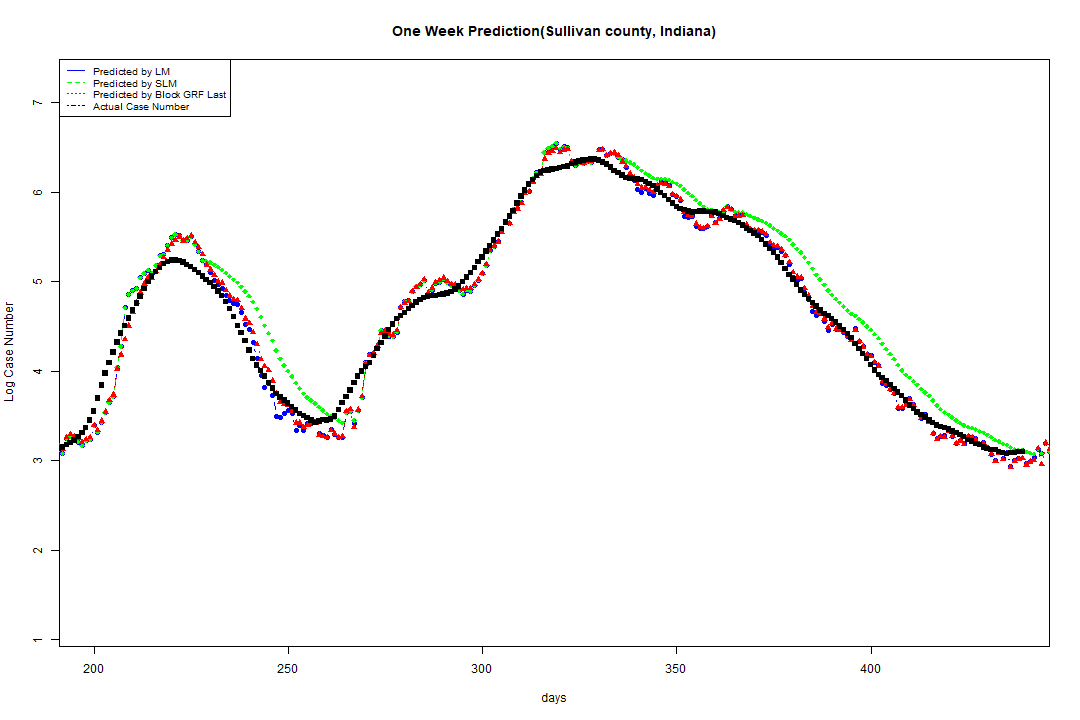 One Week Prediction(Sullivan county, Indiana)
Predicted by LM
Predicted by SLM
Predicted by Block GRF Last
Actual Case Number
7
6
5
4
3
2
1
Log Case Number
200 250 300 350 400
days